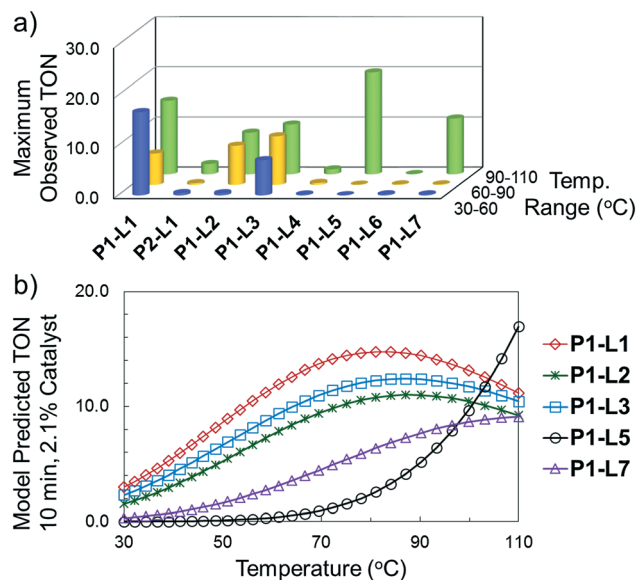 a)
Maximum
Observed TON
30.0
20.0
10.0
0.0
P1-L1
P2-L1
P1-L2
P1-L3
P1-L4
P1-L5
P1-L6
P1-L7
90-110
60-90
30-60
Temp.
Range (°C)
b)
Model Predicted TON
10 min, 2.1% Catalyst
20.0
10.0
0.0
30
50
70
90
110
Temperature (°C)
P1-L1
P1-L2
P1-L3
P1-L5
P1-L7